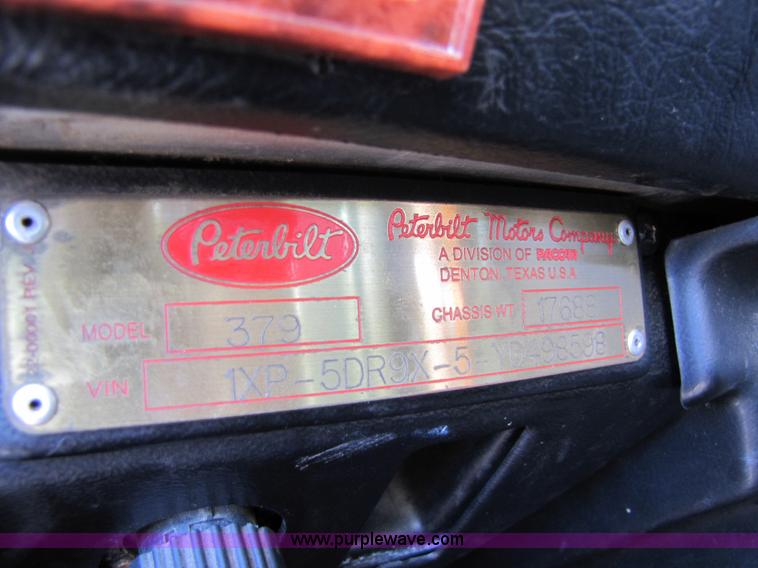 Peterbilt
Peterbilt Motors Company
A DIVISION OF PACCAR
DENTON, TEXAS U.S.A
MODEL 379
CHASSIS WT 17688
VIN 1XP-5DR9X-5-YD498598
www.purplewave.com